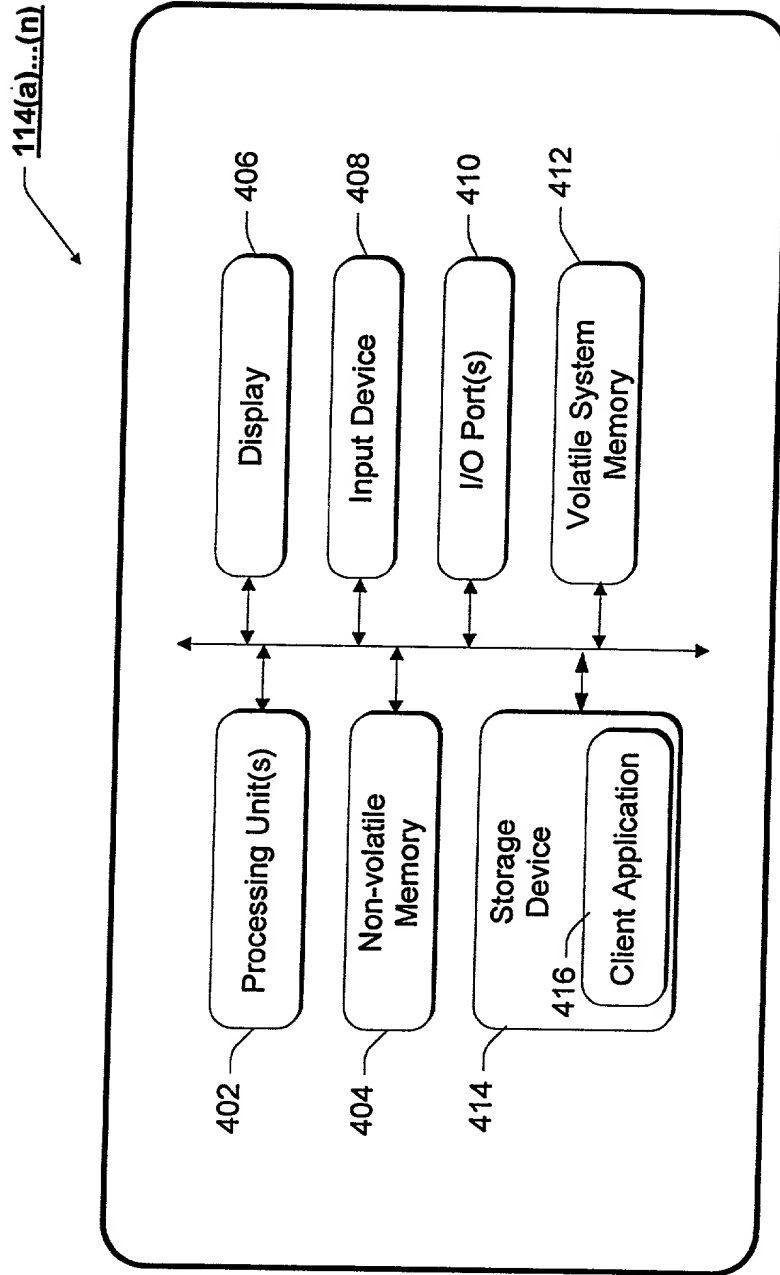 114(a)...(n)
402
Processing Unit(s)
404
Non-volatile
Memory
414
Storage
Device
416
Client Application
Display
406
Input Device
408
I/O Port(s)
410
Volatile System
Memory
412